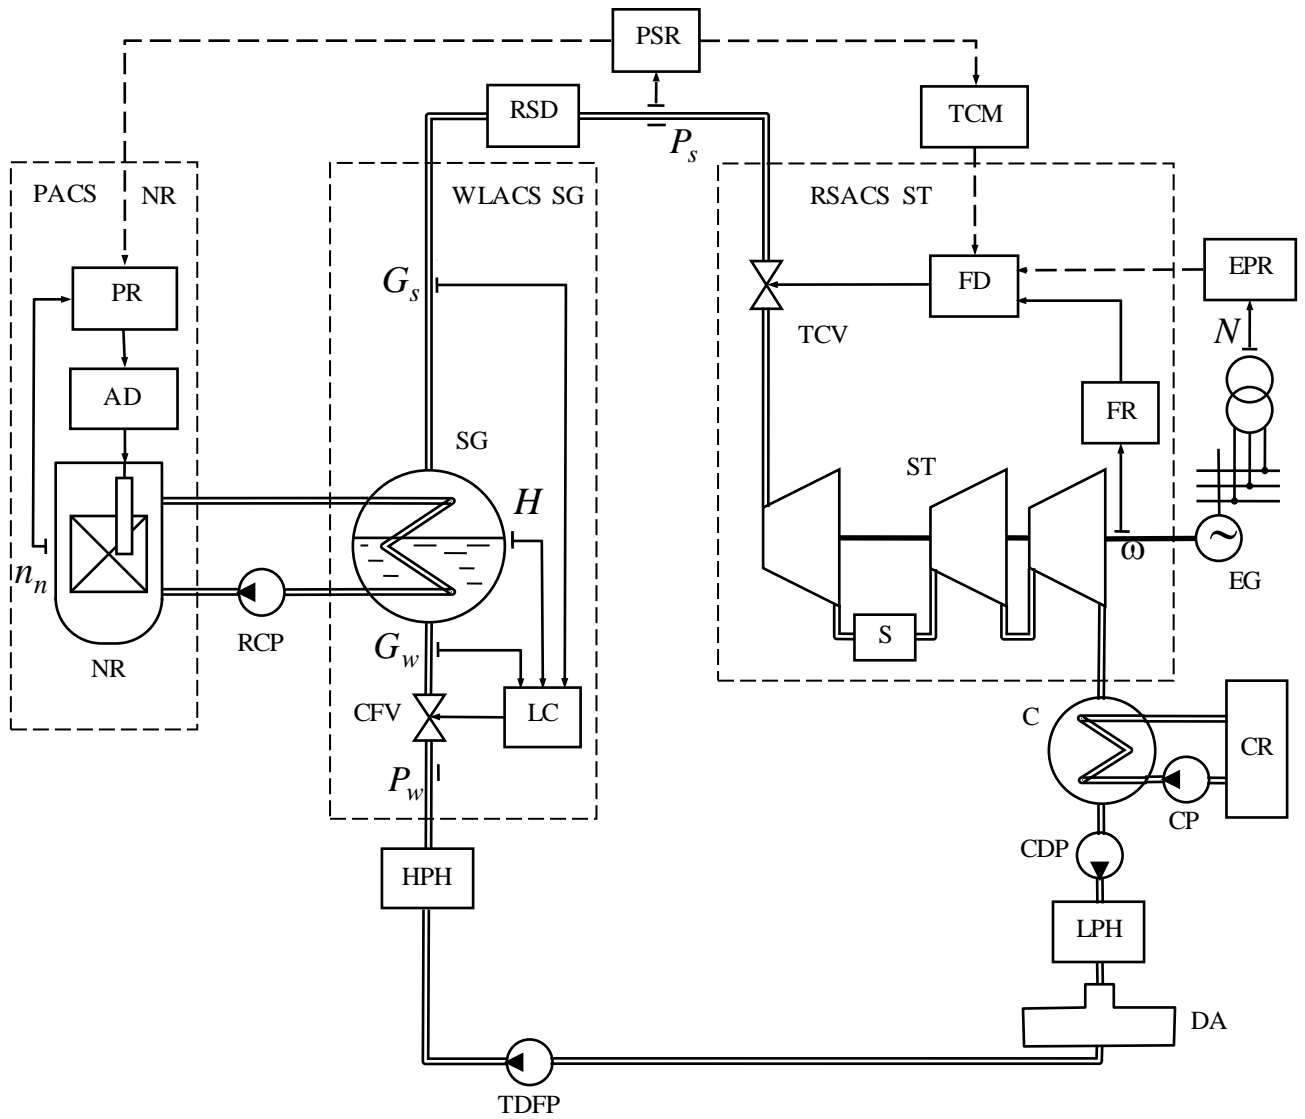 PSR
RSD
TCM
P_s
PACS NR
WLACS SG
RSACS ST
PR
G_s
FD
EPR
N
TCV
AD
FR
SG
ST
H
n_n
ω
EG
RCP
NR
G_w
S
CFV
LC
C
CR
P_w
CP
CDP
HPH
LPH
DA
TDFP
~